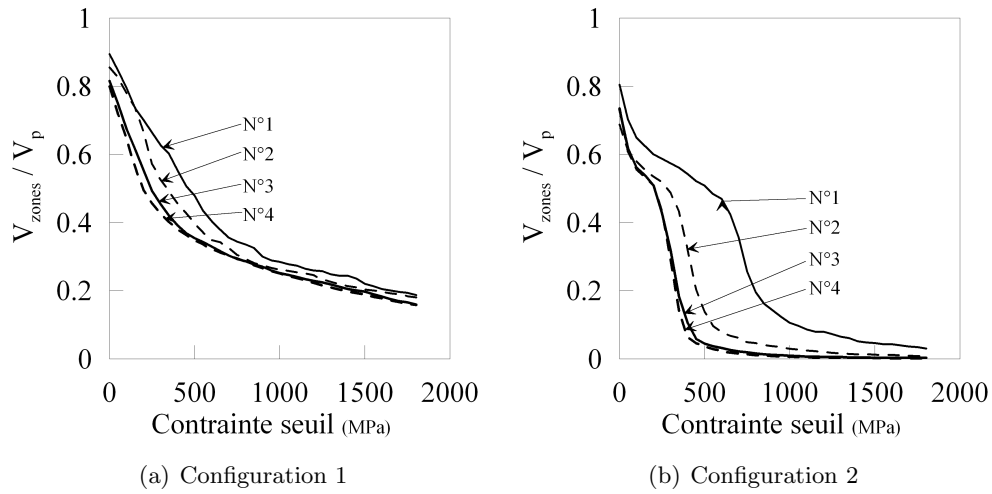 1
0.8
0.6
0.4
0.2
0
V_zones / V_p
N°1
N°2
N°3
N°4
0 500 1000 1500 2000
Contrainte seuil (MPa)
(a) Configuration 1
1
0.8
0.6
0.4
0.2
0
V_zones / V_p
N°1
N°2
N°3
N°4
0 500 1000 1500 2000
Contrainte seuil (MPa)
(b) Configuration 2